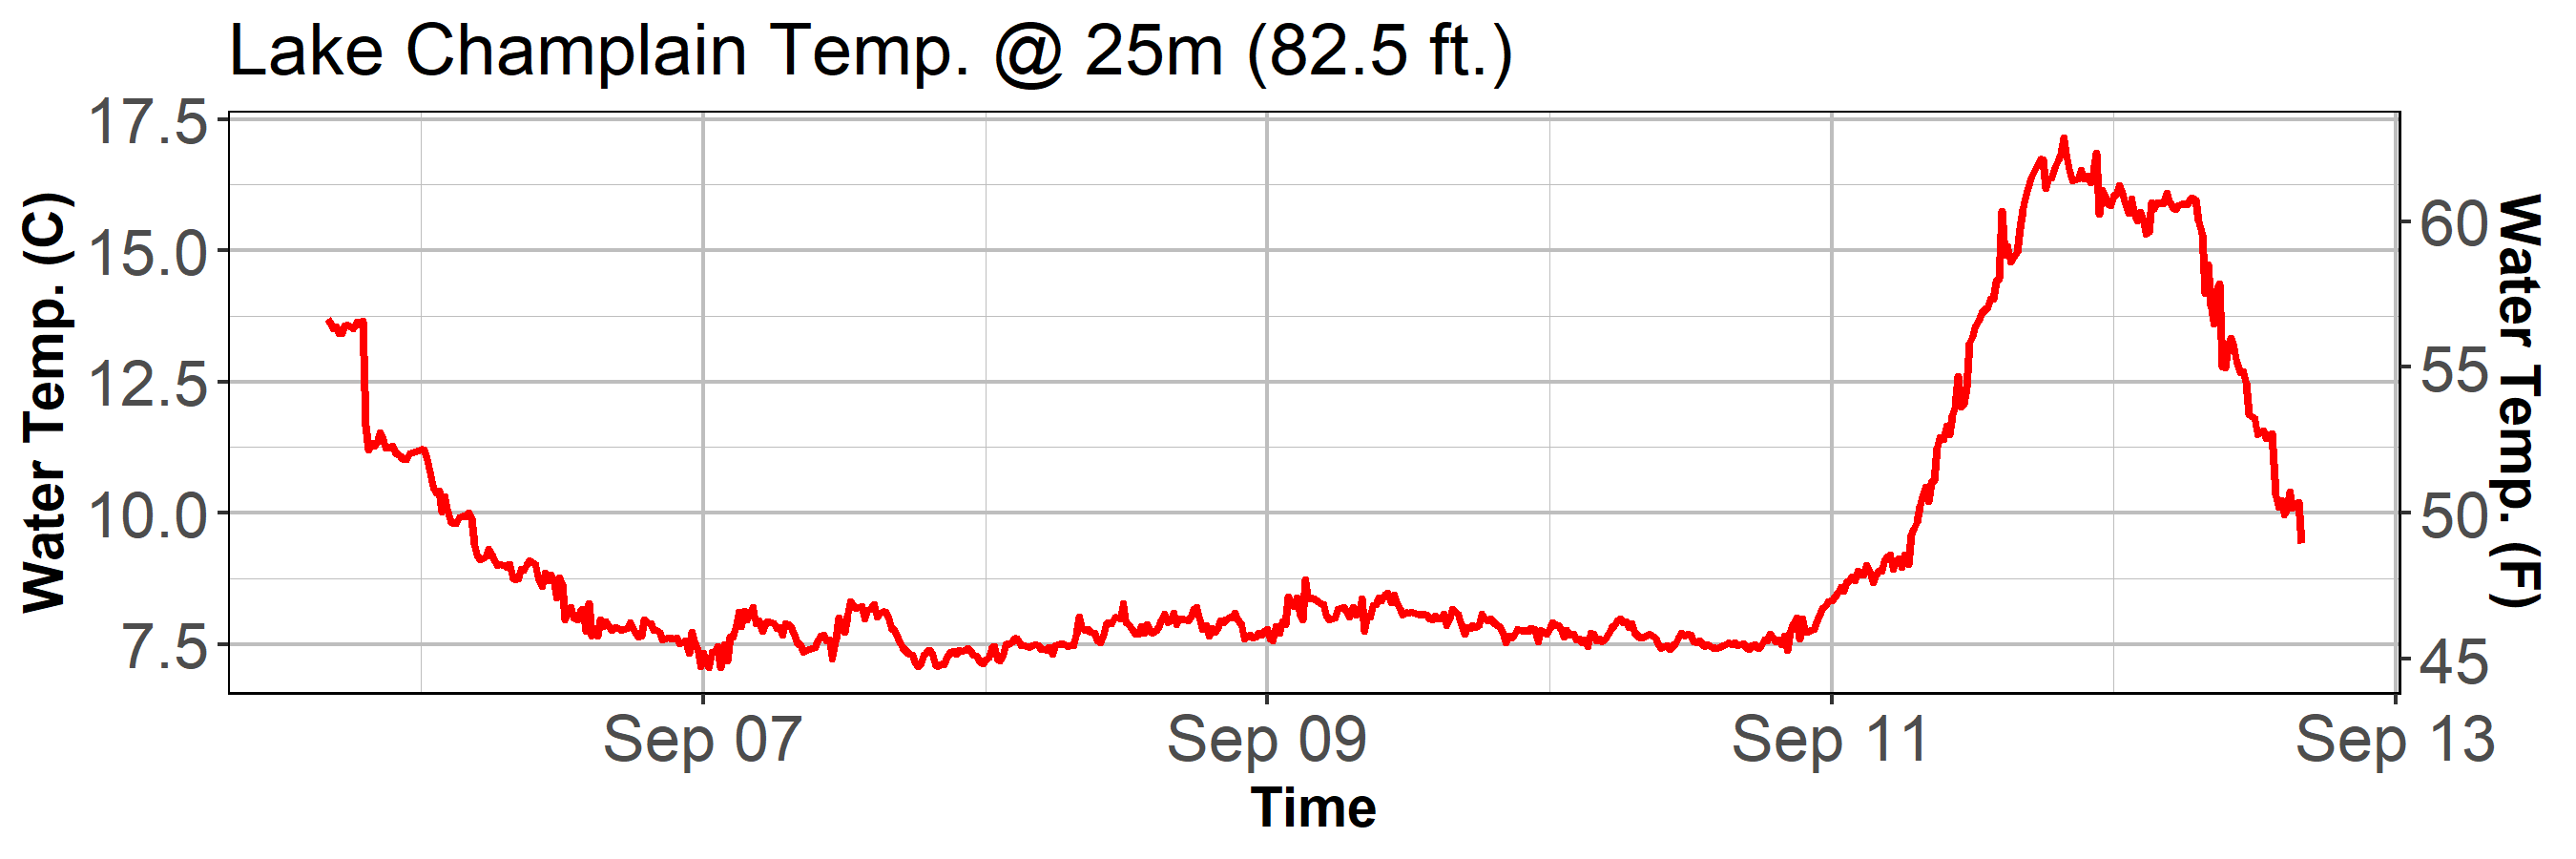 Lake Champlain Temp. @ 25m (82.5 ft.)
Water Temp. (C)
17.5
15.0
12.5
10.0
7.5
60
55
50
45
Water Temp. (F)
Sep 07 Sep 09 Sep 11 Sep 13
Time